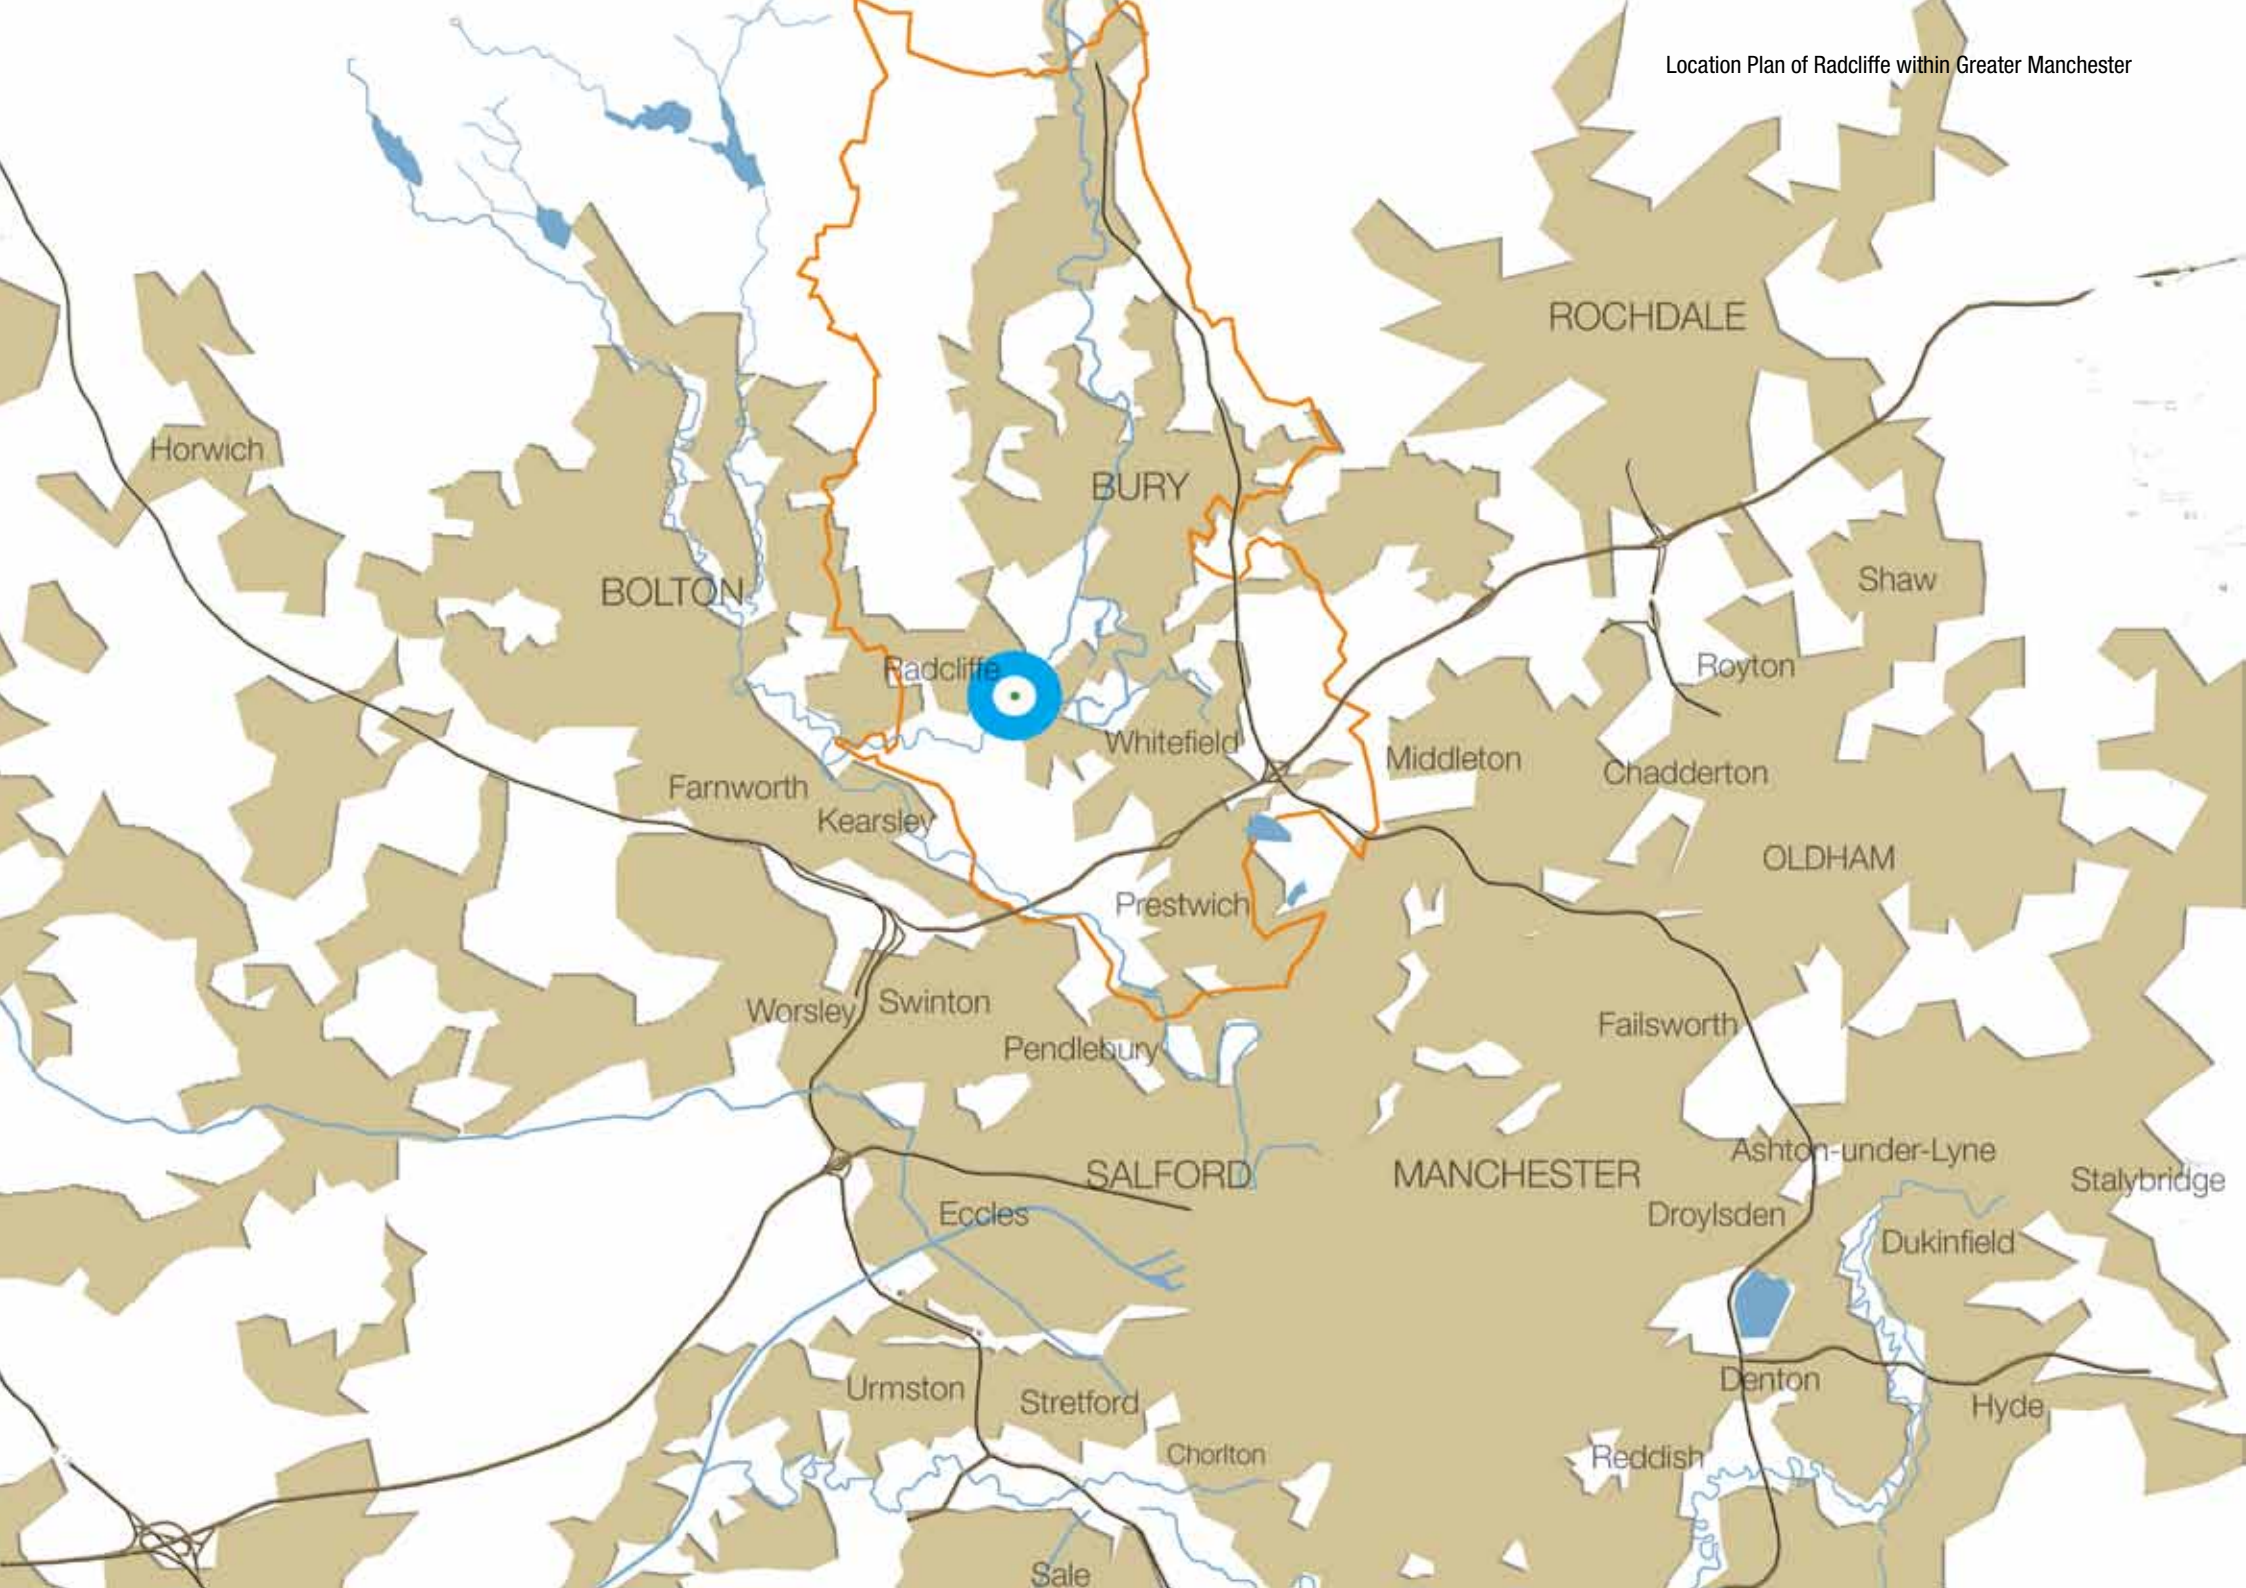 Location Plan of Radcliffe within Greater Manchester
ROCHDALE
Horwich
BURY
BOLTON
Shaw
Radcliffe
Royton
Whitefield
Middleton
Chadderton
Farnworth
Kearsley
OLDHAM
Prestwich
Worsley
Swinton
Failsworth
Pendlebury
Ashton-under-Lyne
SALFORD
MANCHESTER
Stalybridge
Eccles
Droylsden
Dukinfield
Denton
Urmston
Stretford
Hyde
Chorlton
Reddish
Sale